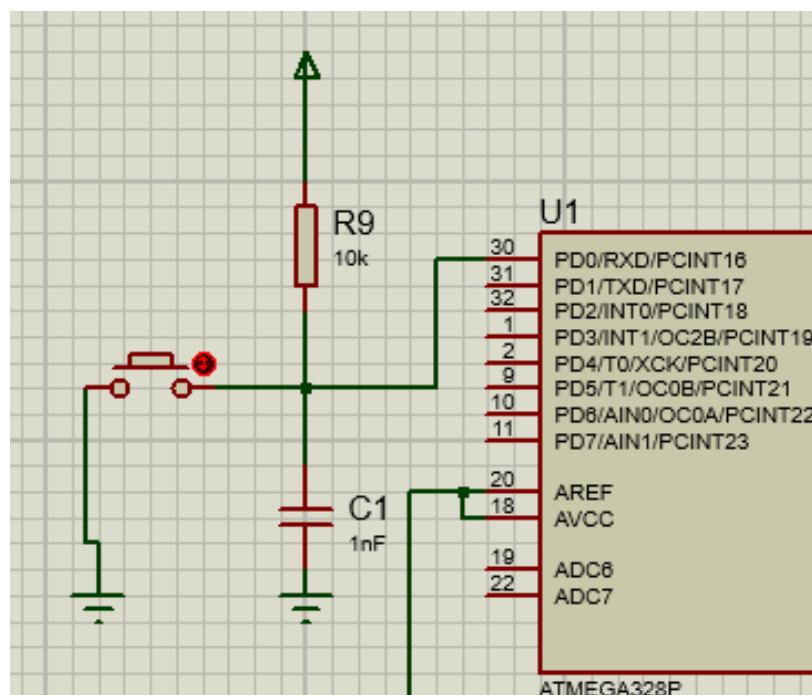 R9
10k
C1
1nF
U1
30 PD0/RXD/PCINT16
31 PD1/TXD/PCINT17
32 PD2/INT0/PCINT18
1 PD3/INT1/OC2B/PCINT19
2 PD4/T0/XCK/PCINT20
9 PD5/T1/OC0B/PCINT21
10 PD6/AIN0/OC0A/PCINT22
11 PD7/AIN1/PCINT23
20 AREF
18 AVCC
19 ADC6
22 ADC7
ATMEGA328P